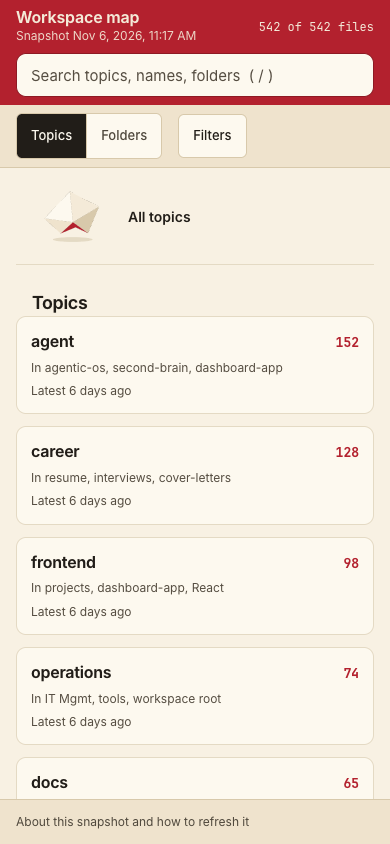 Workspace map
Snapshot Nov 6, 2026, 11:17 AM
542 of 542 files
Search topics, names, folders ( / )
Topics
Folders
Filters
All topics
Topics
agent
152
In agentic-os, second-brain, dashboard-app
Latest 6 days ago
career
128
In resume, interviews, cover-letters
Latest 6 days ago
frontend
98
In projects, dashboard-app, React
Latest 6 days ago
operations
74
In IT Mgmt, tools, workspace root
Latest 6 days ago
docs
65
About this snapshot and how to refresh it